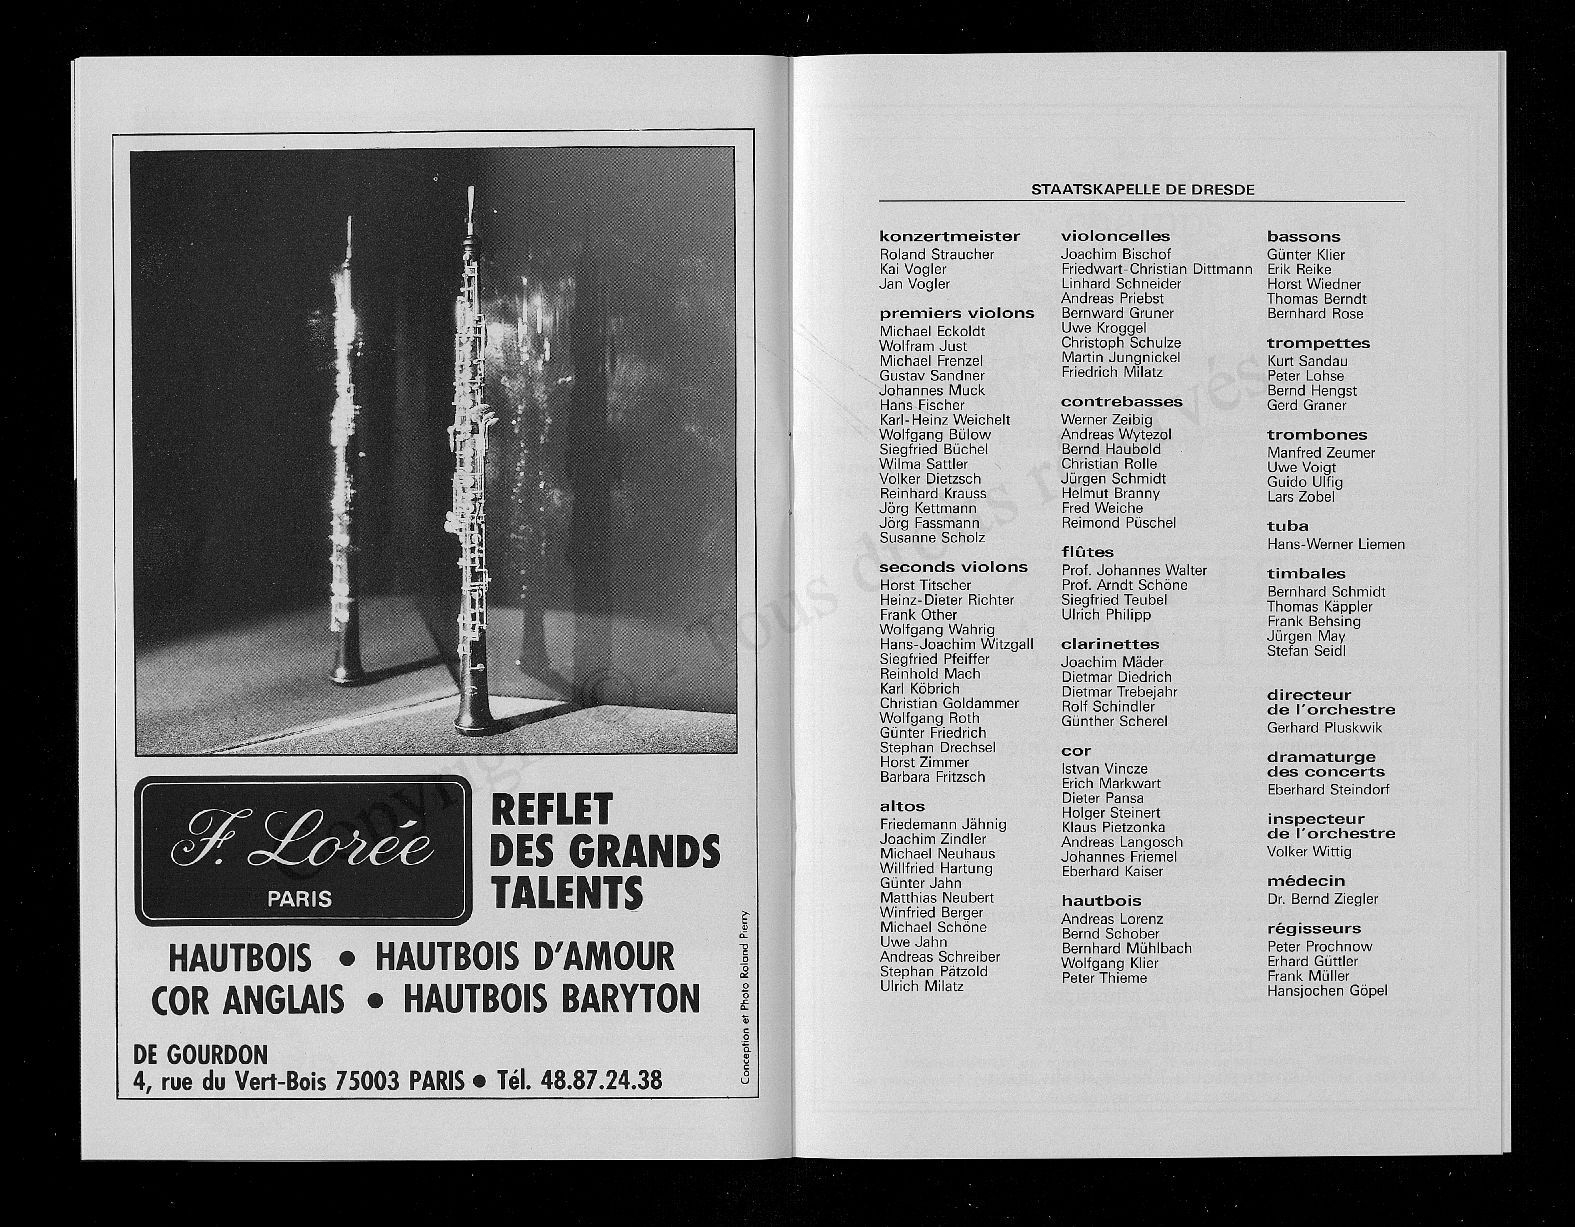 F. Lorée
PARIS
REFLET
DES GRANDS
TALENTS
HAUTBOIS • HAUTBOIS D'AMOUR
COR ANGLAIS • HAUTBOIS BARYTON
DE GOURDON
4, rue du Vert-Bois 75003 PARIS • Tél. 48.87.24.38
Conception et Photo Roland Pierry
STAATSKAPELLE DE DRESDE
konzertmeister
Roland Straucher
Kai Vogler
Jan Vogler
premiers violons
Michael Eckoldt
Wolfram Just
Michael Frenzel
Gustav Sandner
Johannes Muck
Hans Fischer
Karl-Heinz Weichelt
Wolfgang Bülow
Siegfried Büchel
Wilma Sattler
Volker Dietzsch
Reinhard Krauss
Jörg Kettmann
Jörg Fassmann
Susanne Scholz
seconds violons
Horst Titscher
Heinz-Dieter Richter
Frank Other
Wolfgang Wahrig
Hans-Joachim Witzgall
Siegfried Pfeiffer
Reinhold Mach
Karl Köbrich
Christian Goldammer
Wolfgang Roth
Günter Friedrich
Stephan Drechsel
Horst Zimmer
Barbara Fritzsch
altos
Friedemann Jähnig
Joachim Zindler
Michael Neuhaus
Willfried Hartung
Günter Jahn
Matthias Neubert
Winfried Berger
Michael Schöne
Uwe Jahn
Andreas Schreiber
Stephan Pätzold
Ulrich Milatz
violoncelles
Joachim Bischof
Friedwart-Christian Dittmann
Linhard Schneider
Andreas Priebst
Bernward Gruner
Uwe Kroggel
Christoph Schulze
Martin Jungnickel
Friedrich Milatz
contrebasses
Werner Zeibig
Andreas Wytezol
Bernd Haubold
Christian Rolle
Jürgen Schmidt
Helmut Branny
Fred Weiche
Reimond Püschel
flûtes
Prof. Johannes Walter
Prof. Arndt Schöne
Siegfried Teubel
Ulrich Philipp
clarinettes
Joachim Mäder
Dietmar Diedrich
Dietmar Trebejahr
Rolf Schindler
Günther Scherel
cor
Istvan Vincze
Erich Markwart
Dieter Pansa
Holger Steinert
Klaus Pietzonka
Andreas Langosch
Johannes Friemel
Eberhard Kaiser
hautbois
Andreas Lorenz
Bernd Schober
Bernhard Mühlbach
Wolfgang Klier
Peter Thieme
bassons
Günter Klier
Erik Reike
Horst Wiedner
Thomas Berndt
Bernhard Rose
trompettes
Kurt Sandau
Peter Lohse
Bernd Hengst
Gerd Graner
trombones
Manfred Zeumer
Uwe Voigt
Guido Ulfig
Lars Zobel
tuba
Hans-Werner Liemen
timbales
Bernhard Schmidt
Thomas Käppler
Frank Behsing
Jürgen May
Stefan Seidl
directeur
de l'orchestre
Gerhard Pluskwik
dramaturge
des concerts
Eberhard Steindorf
inspecteur
de l'orchestre
Volker Wittig
médecin
Dr. Bernd Ziegler
régisseurs
Peter Prochnow
Erhard Güttler
Frank Müller
Hansjochen Göpel